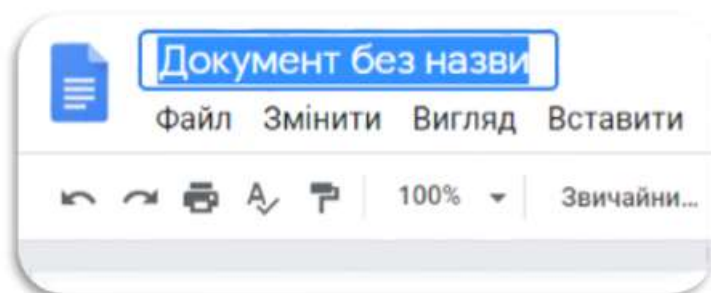 Документ без назви
Файл Змінити Вигляд Вставити
100% Звичайни...